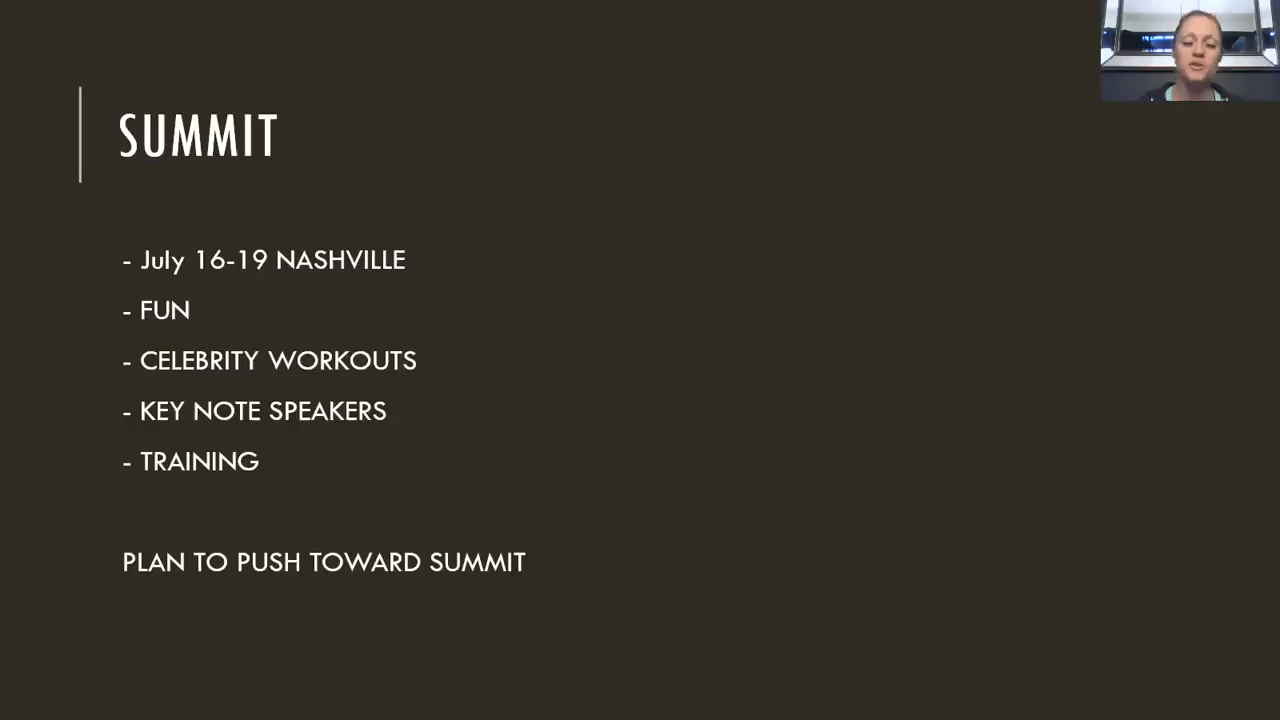 SUMMIT
- July 16-19 NASHVILLE
- FUN
- CELEBRITY WORKOUTS
- KEY NOTE SPEAKERS
- TRAINING
PLAN TO PUSH TOWARD SUMMIT